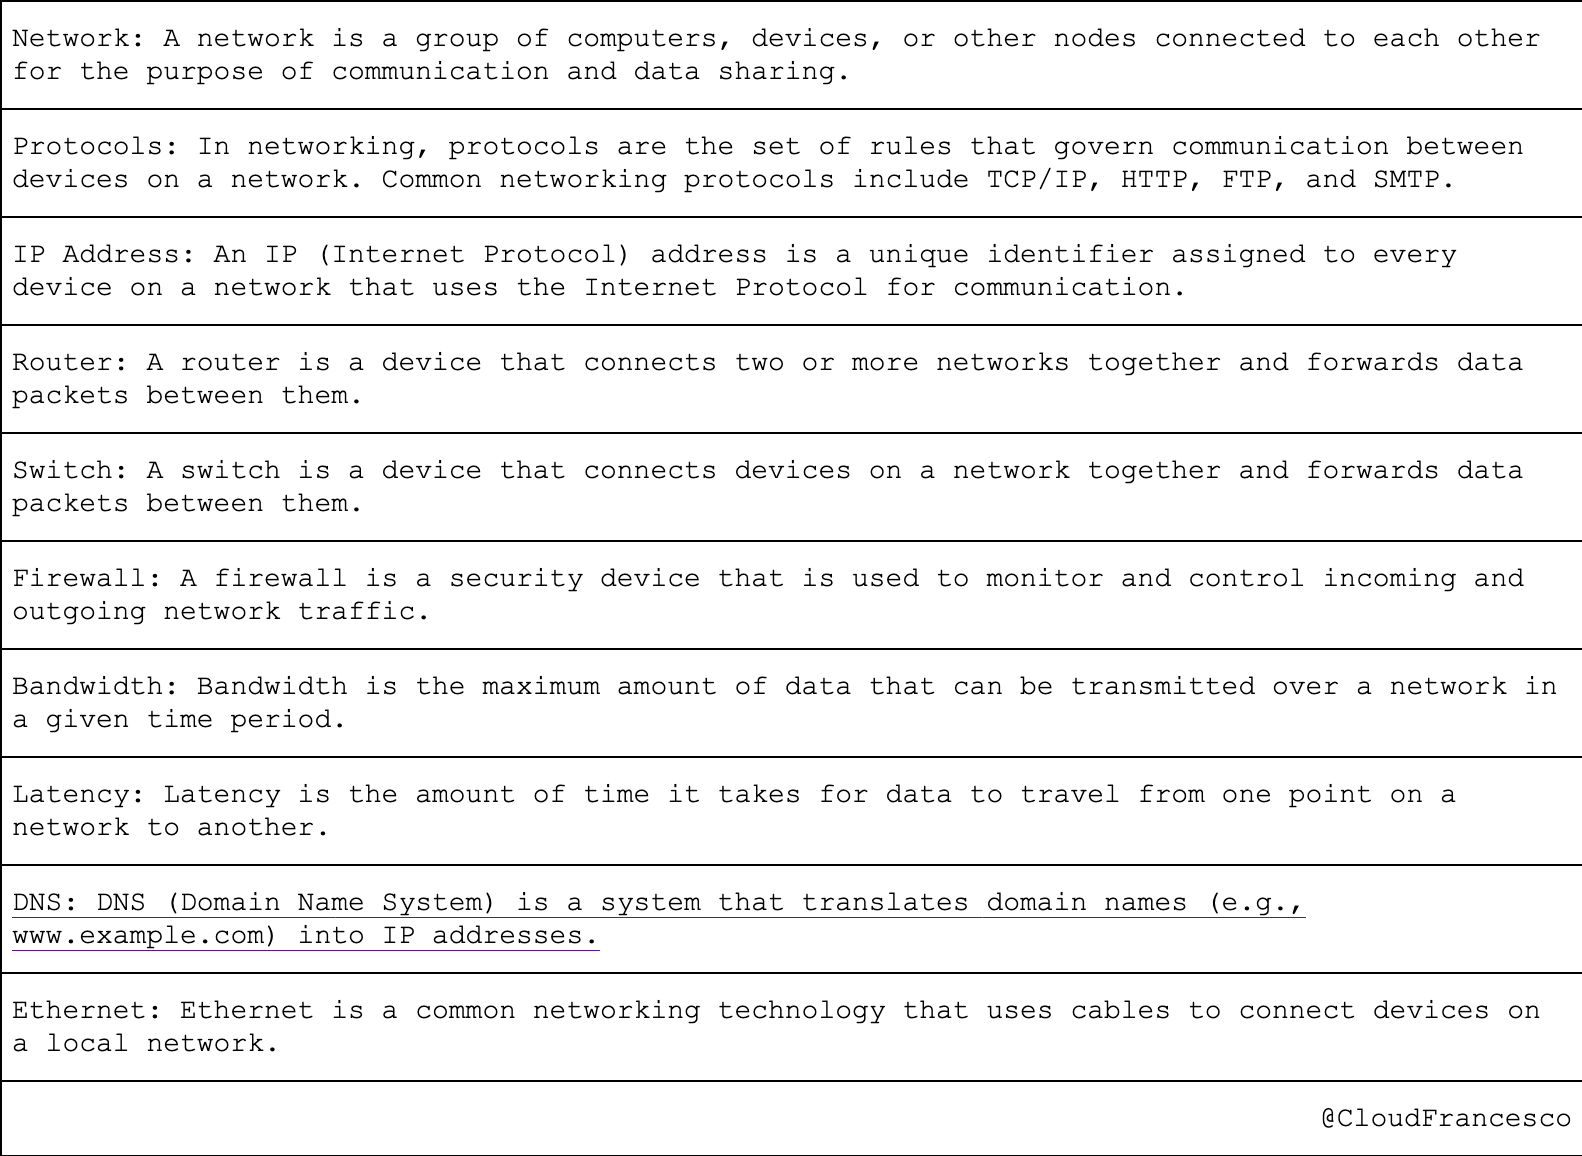 Network: A network is a group of computers, devices, or other nodes connected to each other
for the purpose of communication and data sharing.
Protocols: In networking, protocols are the set of rules that govern communication between
devices on a network. Common networking protocols include TCP/IP, HTTP, FTP, and SMTP.
IP Address: An IP (Internet Protocol) address is a unique identifier assigned to every
device on a network that uses the Internet Protocol for communication.
Router: A router is a device that connects two or more networks together and forwards data
packets between them.
Switch: A switch is a device that connects devices on a network together and forwards data
packets between them.
Firewall: A firewall is a security device that is used to monitor and control incoming and
outgoing network traffic.
Bandwidth: Bandwidth is the maximum amount of data that can be transmitted over a network in
a given time period.
Latency: Latency is the amount of time it takes for data to travel from one point on a
network to another.
DNS: DNS (Domain Name System) is a system that translates domain names (e.g.,
www.example.com) into IP addresses.
Ethernet: Ethernet is a common networking technology that uses cables to connect devices on
a local network.
@CloudFrancesco